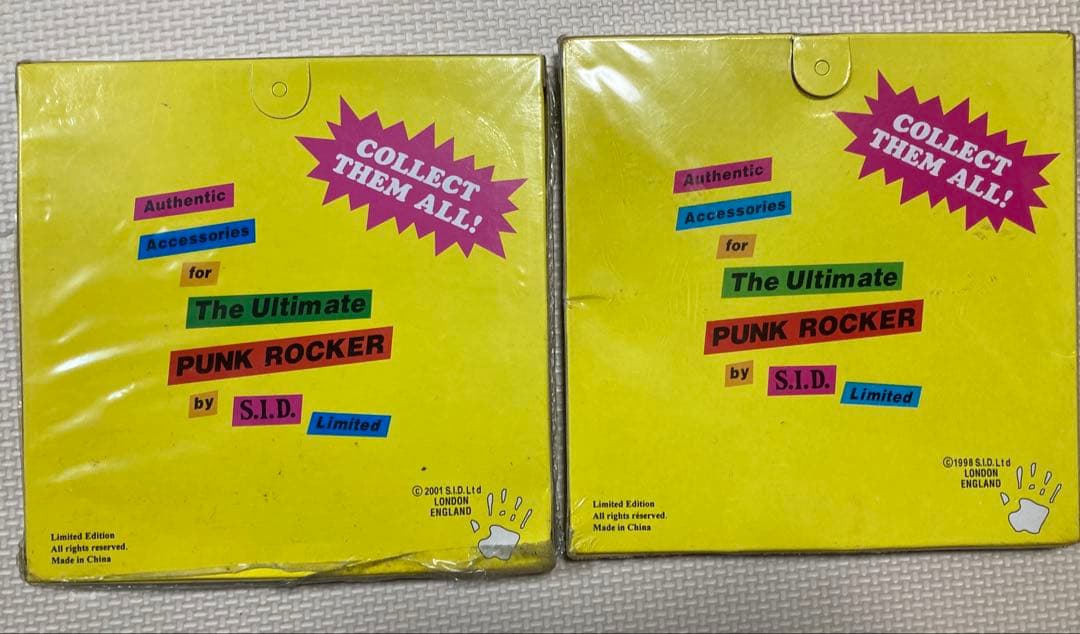 COLLECT
THEM ALL!
Authentic
Accessories
for
The Ultimate
PUNK ROCKER
by S.I.D. Limited
© 2001 S.I.D. Ltd
LONDON
ENGLAND
Limited Edition
All rights reserved.
Made in China
COLLECT
THEM ALL!
Authentic
Accessories
for
The Ultimate
PUNK ROCKER
by S.I.D. Limited
©1998 S.I.D. Ltd
LONDON
ENGLAND
Limited Edition
All rights reserved.
Made in China